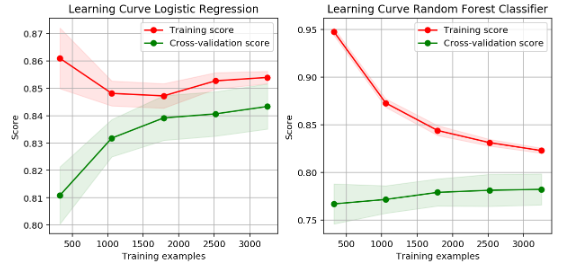 Learning Curve Logistic Regression
Training score
Cross-validation score
Score
0.87
0.86
0.85
0.84
0.83
0.82
0.81
0.80
500 1000 1500 2000 2500 3000
Training examples
Learning Curve Random Forest Classifier
Training score
Cross-validation score
Score
0.95
0.90
0.85
0.80
0.75
500 1000 1500 2000 2500 3000
Training examples